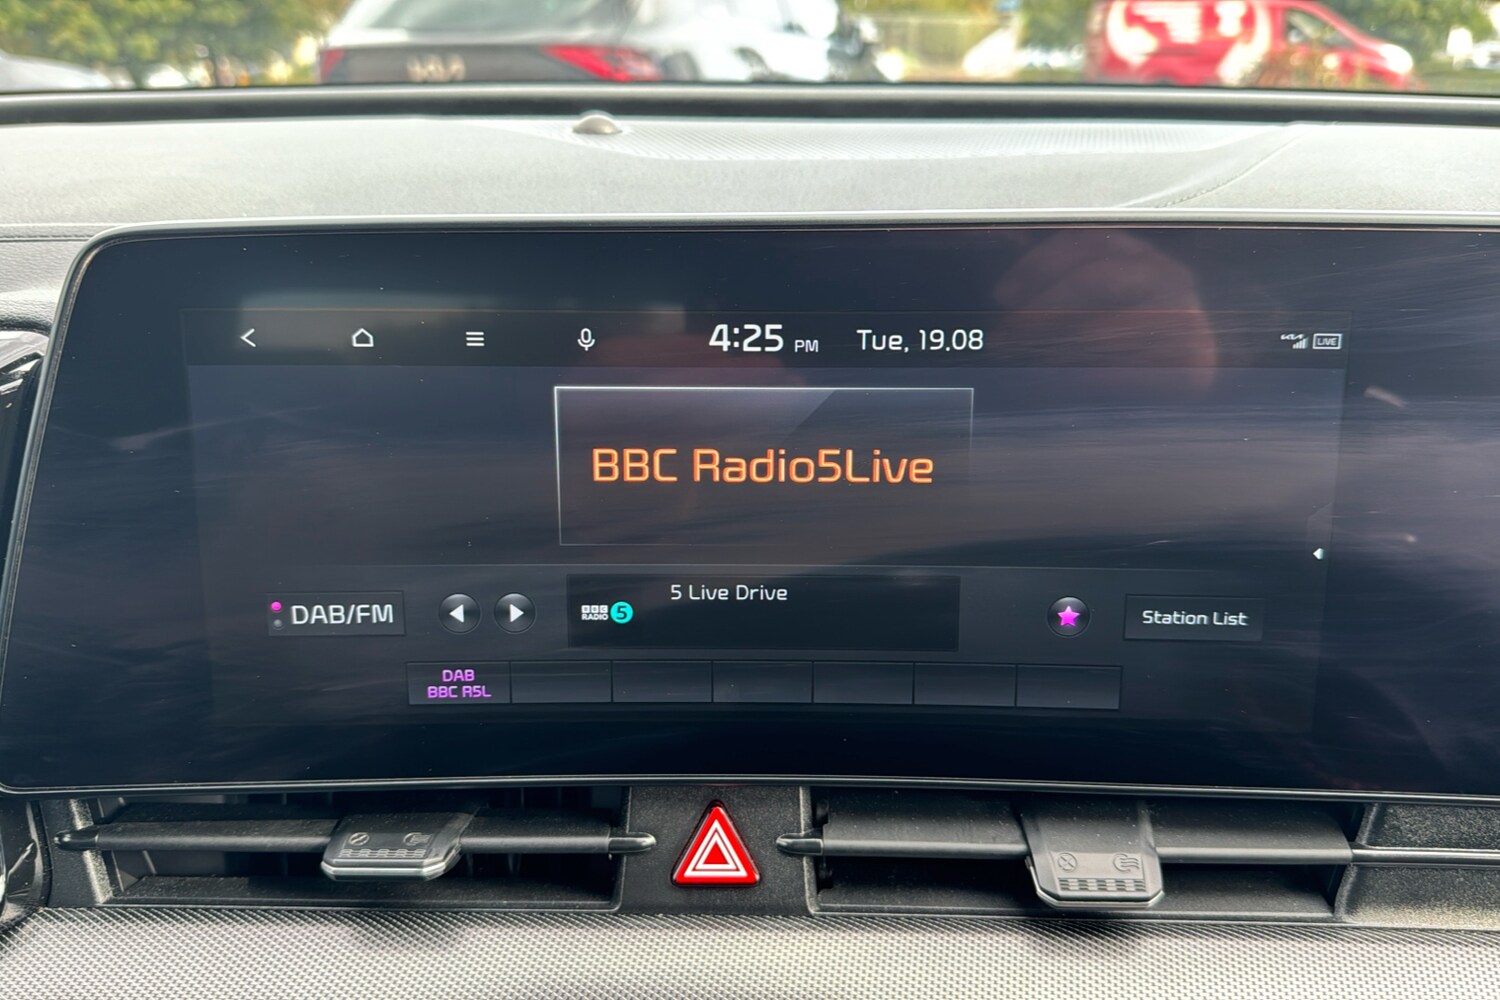 4:25 PM Tue, 19.08
KIA LIVE
BBC Radio5Live
DAB/FM
5 Live Drive
BBC RADIO 5
Station List
DAB
BBC R5L